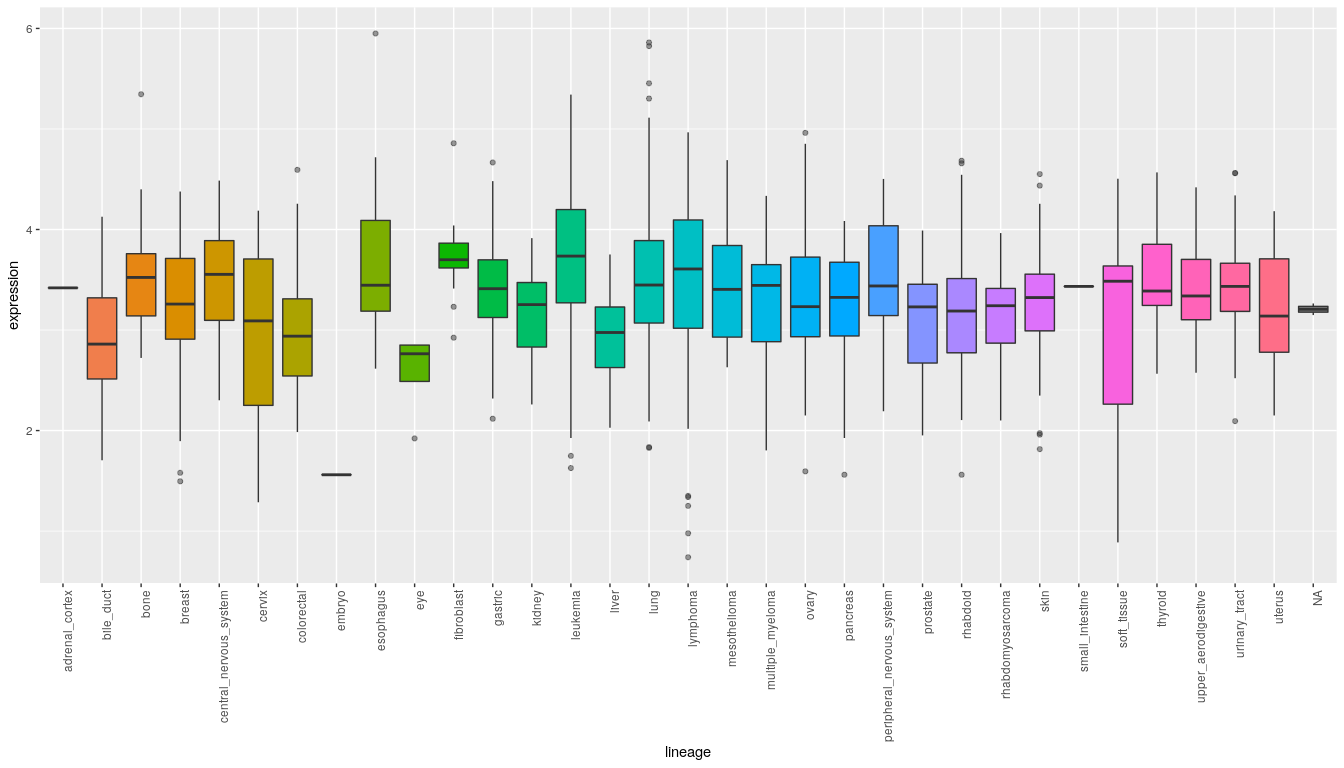 expression
6
4
2
adrenal_cortex
bile_duct
bone
breast
central_nervous_system
cervix
colorectal
embryo
esophagus
eye
fibroblast
gastric
kidney
leukemia
liver
lung
lymphoma
mesothelioma
multiple_myeloma
ovary
pancreas
peripheral_nervous_system
prostate
rhabdoid
rhabdomyosarcoma
skin
small_intestine
soft_tissue
thyroid
upper_aerodigestive
urinary_tract
uterus
NA
lineage